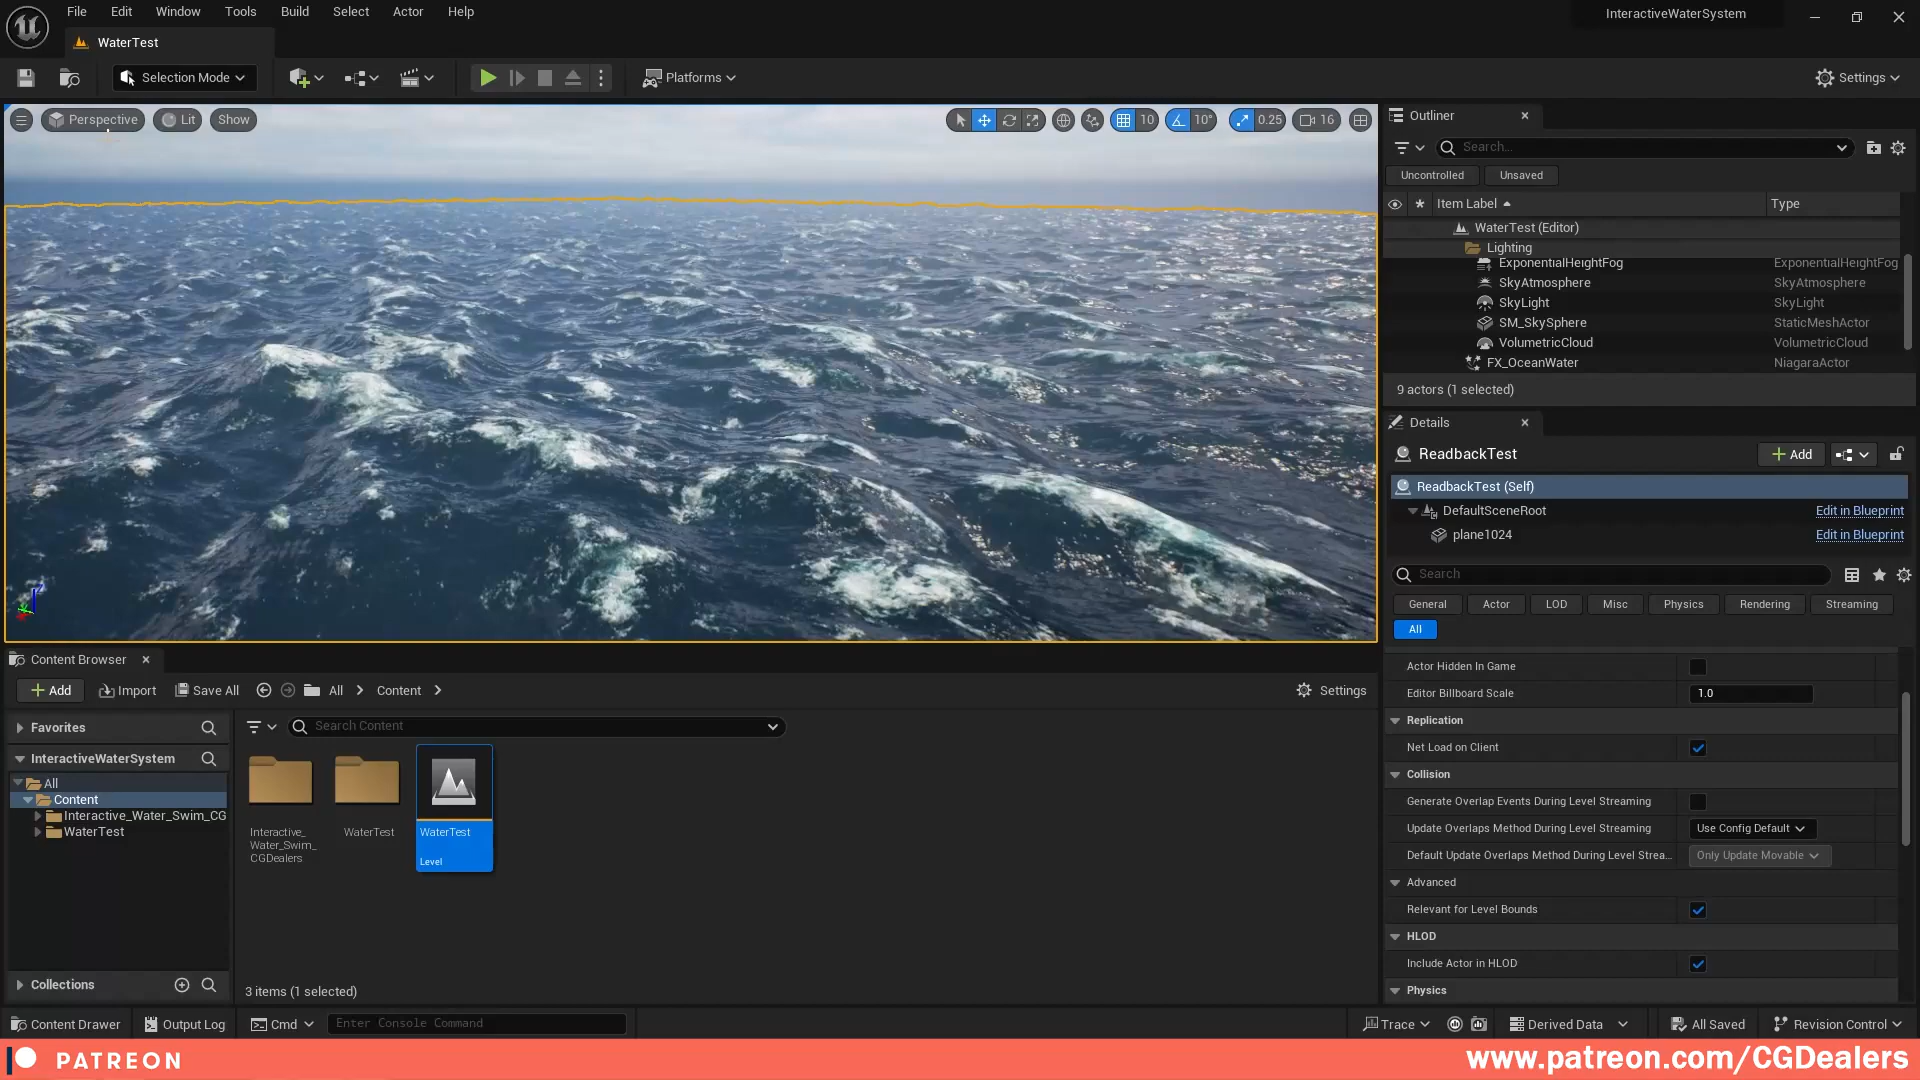 File Edit Window Tools Build Select Actor Help
InteractiveWaterSystem
WaterTest
Selection Mode
Platforms
Settings
Perspective Lit Show
10 10° 0.25 16
Outliner
Search...
Uncontrolled Unsaved
Item Label Type
WaterTest (Editor)
Lighting
ExponentialHeightFog ExponentialHeightFog
SkyAtmosphere SkyAtmosphere
SkyLight SkyLight
SM_SkySphere StaticMeshActor
VolumetricCloud VolumetricCloud
FX_OceanWater NiagaraActor
9 actors (1 selected)
Details
ReadbackTest
Add
ReadbackTest (Self)
DefaultSceneRoot Edit in Blueprint
plane1024 Edit in Blueprint
Search
General Actor LOD Misc Physics Rendering Streaming
All
Actor Hidden In Game
Editor Billboard Scale 1.0
Replication
Net Load on Client
Collision
Generate Overlap Events During Level Streaming
Update Overlaps Method During Level Streaming Use Config Default
Default Update Overlaps Method During Level Strea... Only Update Movable
Advanced
Relevant for Level Bounds
HLOD
Include Actor in HLOD
Physics
Content Browser
Add Import Save All All Content Settings
Favorites
Search Content
InteractiveWaterSystem
All
Content
Interactive_Water_Swim_CG
WaterTest
Interactive_
Water_Swim_
CGDealers
WaterTest
WaterTest
Level
Collections
3 items (1 selected)
Content Drawer Output Log Cmd Enter Console Command Trace Derived Data All Saved Revision Control
PATREON
www.patreon.com/CGDealers